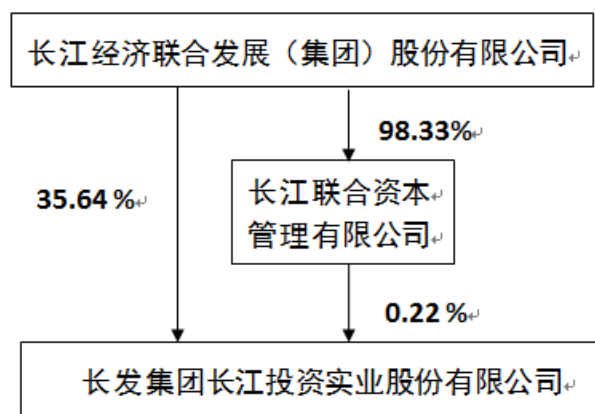 长江经济联合发展（集团）股份有限公司
98.33%
35.64 %
长江联合资本
管理有限公司
0.22 %
长发集团长江投资实业股份有限公司